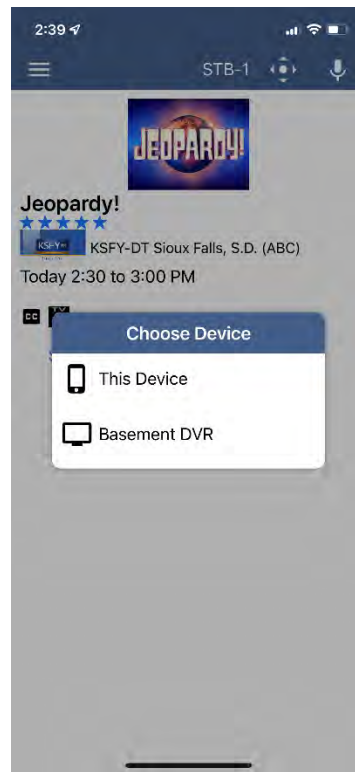 2:39
STB-1
JEOPARDY!
Jeopardy!
KSFY
KSFY-DT Sioux Falls, S.D. (ABC)
Today 2:30 to 3:00 PM
CC
Choose Device
This Device
Basement DVR